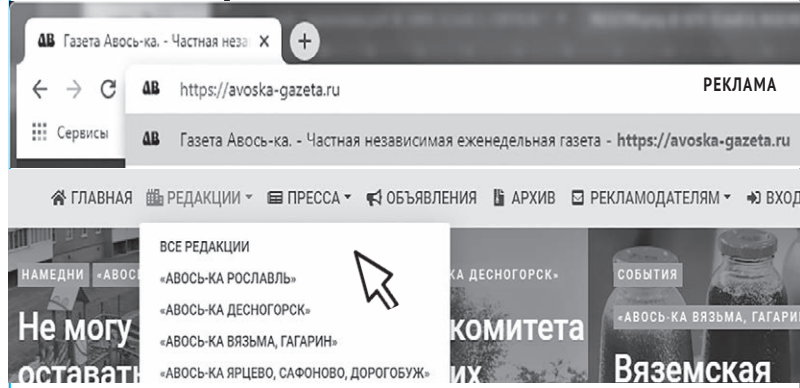 АВ Газета Авось-ка. - Частная неза
РЕКЛАМА
АВ https://avoska-gazeta.ru
Сервисы
АВ Газета Авось-ка. - Частная независимая еженедельная газета - https://avoska-gazeta.ru
ГЛАВНАЯ РЕДАКЦИИ ПРЕССА ОБЪЯВЛЕНИЯ АРХИВ РЕКЛАМОДАТЕЛЯМ ВХОД
ВСЕ РЕДАКЦИИ
«АВОСЬ-КА РОСЛАВЛЬ»
«АВОСЬ-КА ДЕСНОГОРСК»
«АВОСЬ-КА ВЯЗЬМА, ГАГАРИН»
«АВОСЬ-КА ЯРЦЕВО, САФОНОВО, ДОРОГОБУЖ»
НАМЕДНИ «АВОСЬ
Не могу
оставать
КА ДЕСНОГОРСК»
комитета
их
СОБЫТИЯ
«АВОСЬ-КА ВЯЗЬМА, ГАГАРИН
Вяземская